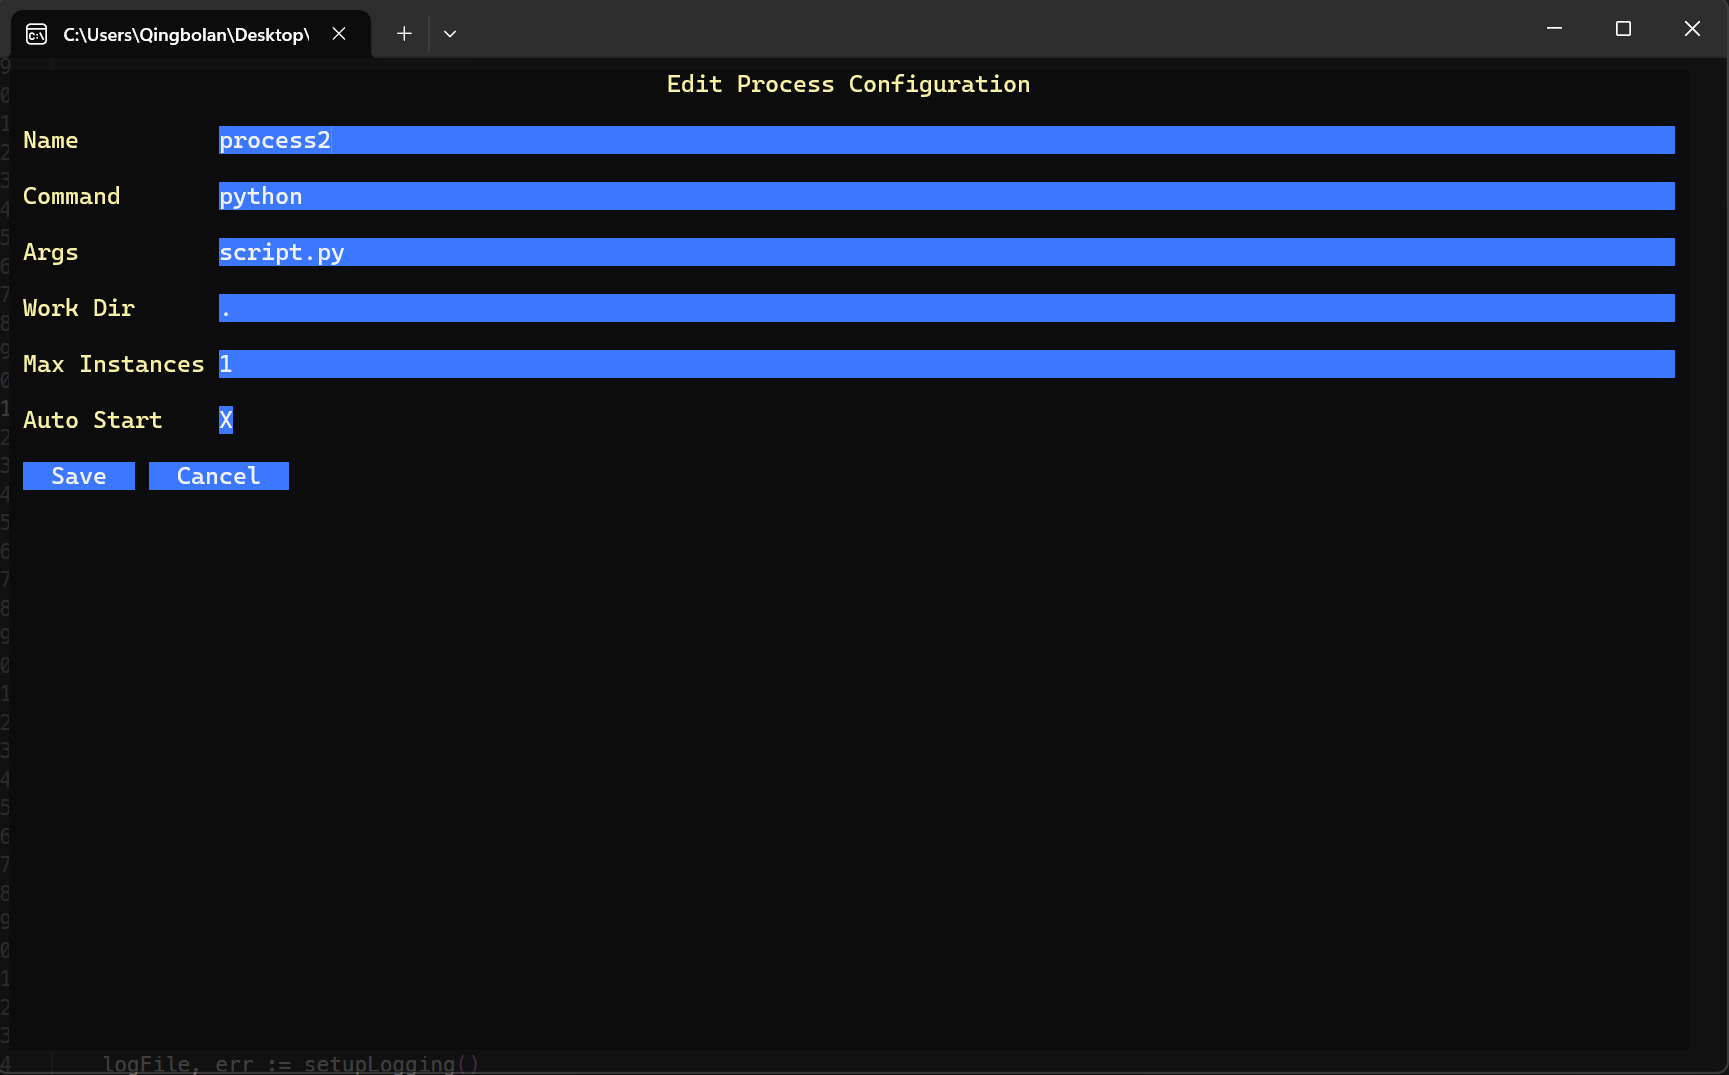 C:\Users\Qingbolan\Desktop\
Edit Process Configuration
Name process2
Command python
Args script.py
Work Dir .
Max Instances 1
Auto Start X
Save Cancel
logFile, err := setupLogging()